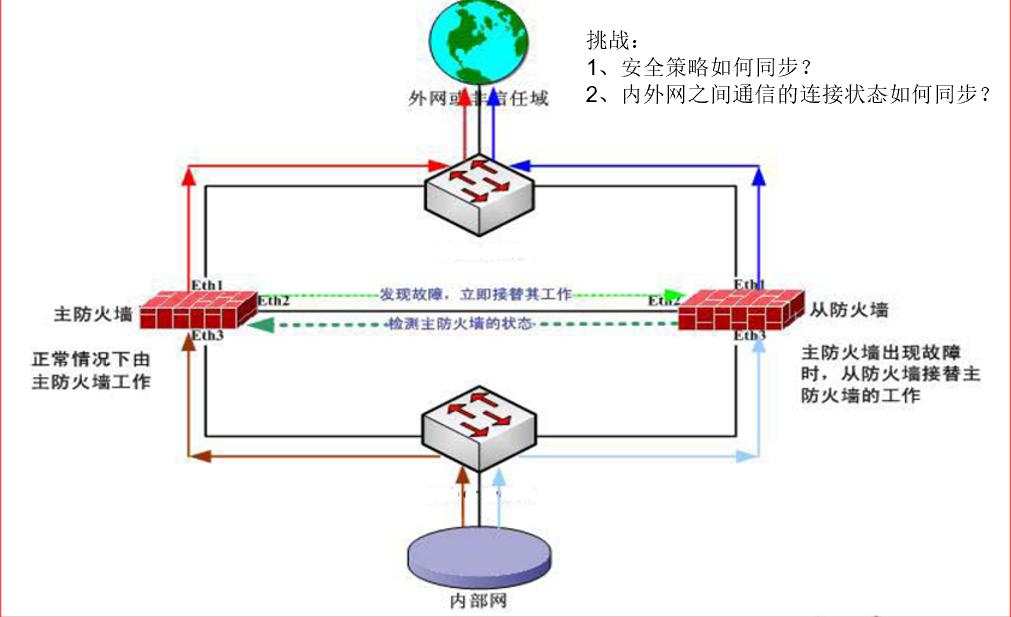 挑战：
1、安全策略如何同步？
2、内外网之间通信的连接状态如何同步？
外网或非信任域
Eth1
Eth1
发现故障，立即接替其工作
Eth2
Eth2
主防火墙
从防火墙
检测主防火墙的状态
Eth3
Eth3
正常情况下由
主防火墙工作
主防火墙出现故障
时，从防火墙接替主
防火墙的工作
内部网